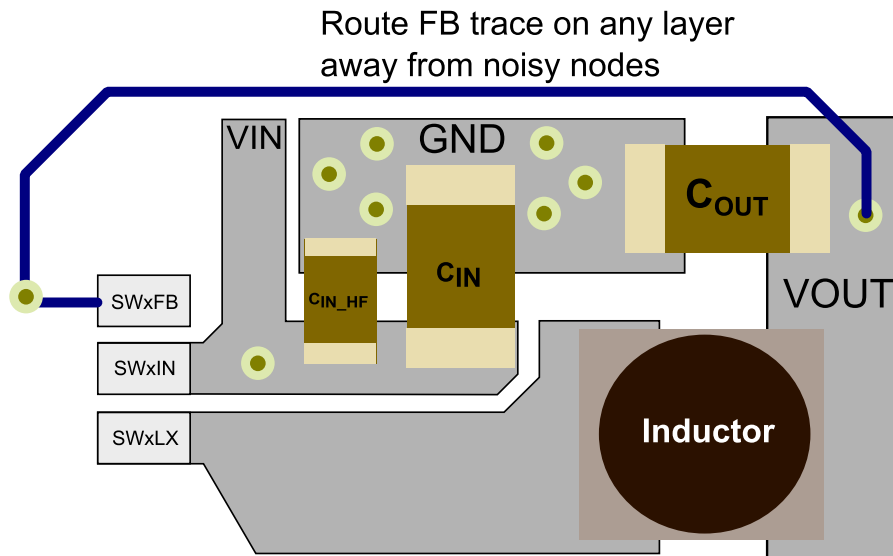 Route FB trace on any layer
away from noisy nodes
VIN
GND
COUT
CIN
CIN_HF
VOUT
SWxFB
SWxIN
SWxLX
Inductor